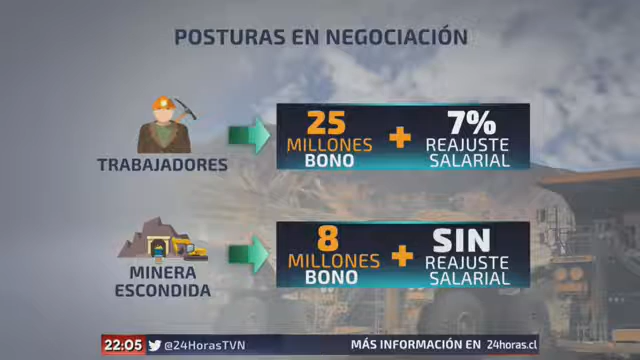 POSTURAS EN NEGOCIACIÓN
TRABAJADORES
25
MILLONES
BONO
+
7%
REAJUSTE
SALARIAL
MINERA
ESCONDIDA
8
MILLONES
BONO
+
SIN
REAJUSTE
SALARIAL
22:05 @24HorasTVN MÁS INFORMACIÓN EN 24horas.cl